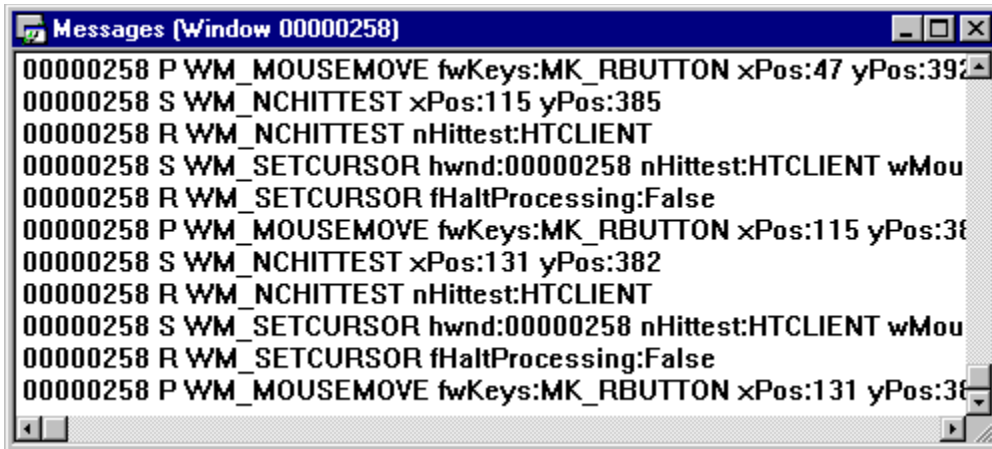 Messages (Window 00000258)
00000258 P WM_MOUSEMOVE fwKeys:MK_RBUTTON xPos:47 yPos:392
00000258 S WM_NCHITTEST xPos:115 yPos:385
00000258 R WM_NCHITTEST nHittest:HTCLIENT
00000258 S WM_SETCURSOR hwnd:00000258 nHittest:HTCLIENT wMou
00000258 R WM_SETCURSOR fHaltProcessing:False
00000258 P WM_MOUSEMOVE fwKeys:MK_RBUTTON xPos:115 yPos:38
00000258 S WM_NCHITTEST xPos:131 yPos:382
00000258 R WM_NCHITTEST nHittest:HTCLIENT
00000258 S WM_SETCURSOR hwnd:00000258 nHittest:HTCLIENT wMou
00000258 R WM_SETCURSOR fHaltProcessing:False
00000258 P WM_MOUSEMOVE fwKeys:MK_RBUTTON xPos:131 yPos:38